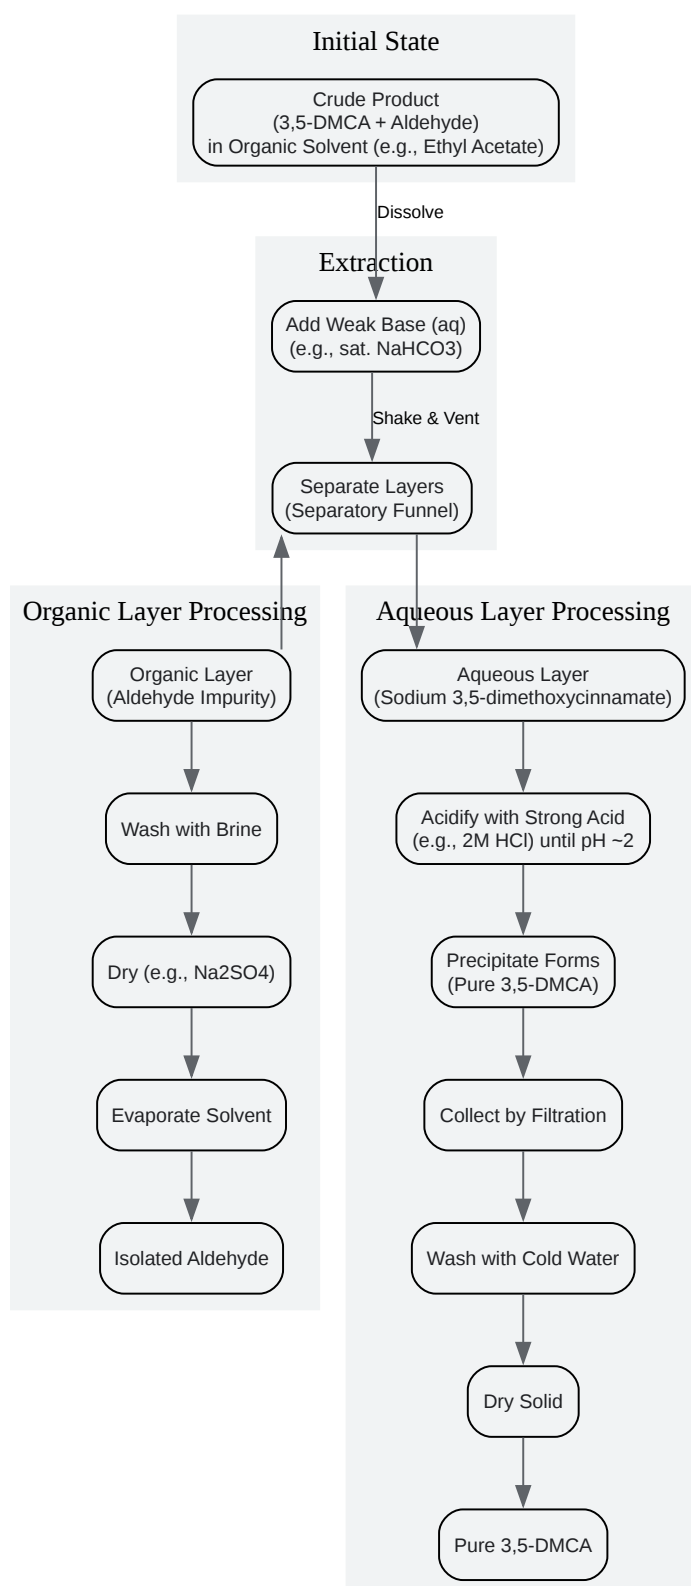 Initial State
Crude Product
(3,5-DMCA + Aldehyde)
in Organic Solvent (e.g., Ethyl Acetate)
Dissolve
Extraction
Add Weak Base (aq)
(e.g., sat. NaHCO3)
Shake & Vent
Separate Layers
(Separatory Funnel)
Organic Layer Processing
Organic Layer
(Aldehyde Impurity)
Wash with Brine
Dry (e.g., Na2SO4)
Evaporate Solvent
Isolated Aldehyde
Aqueous Layer Processing
Aqueous Layer
(Sodium 3,5-dimethoxycinnamate)
Acidify with Strong Acid
(e.g., 2M HCl) until pH ~2
Precipitate Forms
(Pure 3,5-DMCA)
Collect by Filtration
Wash with Cold Water
Dry Solid
Pure 3,5-DMCA